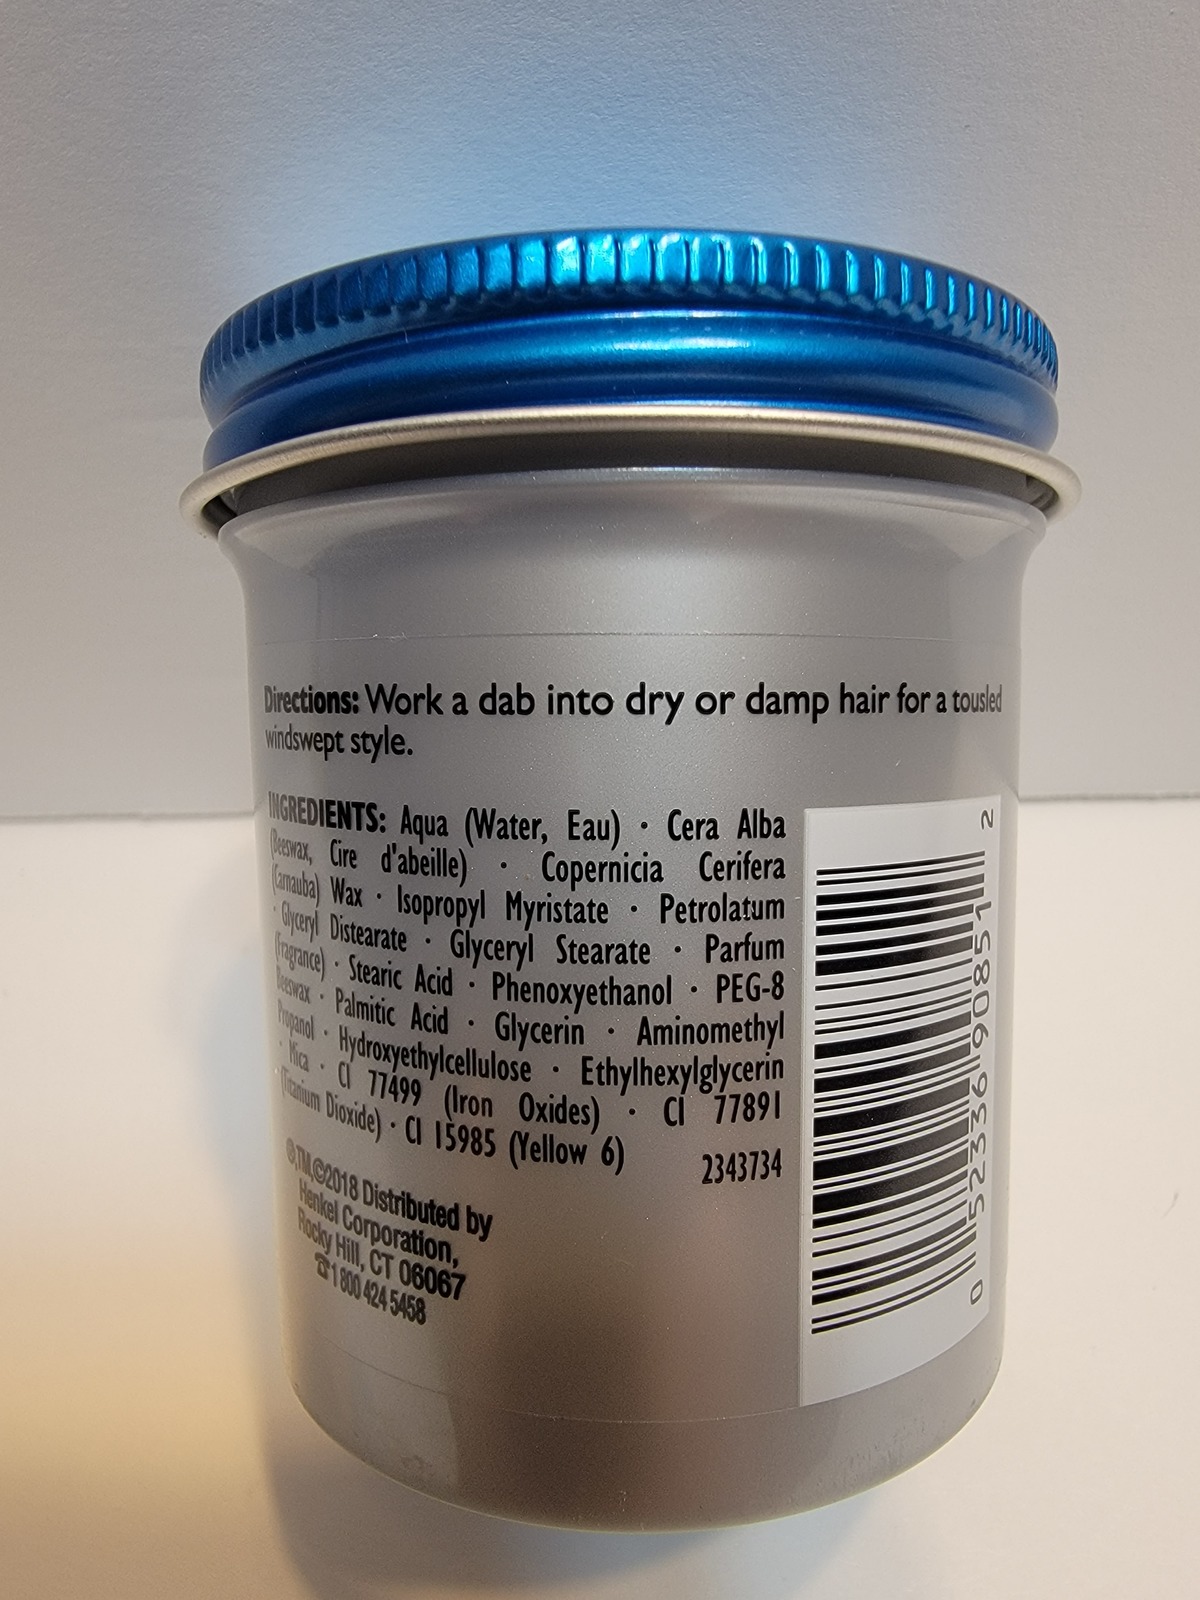 Directions: Work a dab into dry or damp hair for a tousled
windswept style.
INGREDIENTS: Aqua (Water, Eau) · Cera Alba
(Beeswax, Cire d'abeille) · Copernicia Cerifera
(Carnauba) Wax · Isopropyl Myristate · Petrolatum
· Glyceryl Distearate · Glyceryl Stearate · Parfum
(Fragrance) · Stearic Acid · Phenoxyethanol · PEG-8
Beeswax · Palmitic Acid · Glycerin · Aminomethyl
Propanol · Hydroxyethylcellulose · Ethylhexylglycerin
· Mica · CI 77499 (Iron Oxides) · CI 77891
(Titanium Dioxide) · CI 15985 (Yellow 6)
2343734
®,TM,©2018 Distributed by
Henkel Corporation,
Rocky Hill, CT 06067
☎1 800 424 5458
0 52336 90851 2